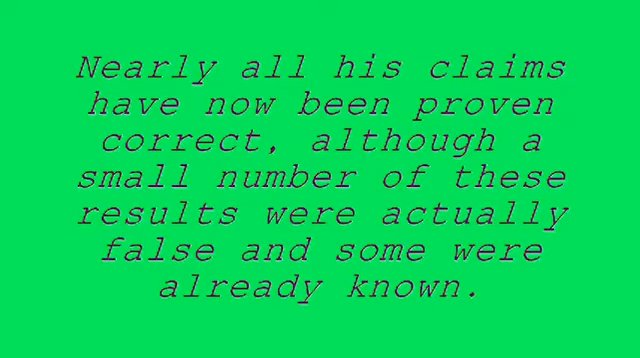 Nearly all his claims
have now been proven
correct, although a
small number of these
results were actually
false and some were
already known.